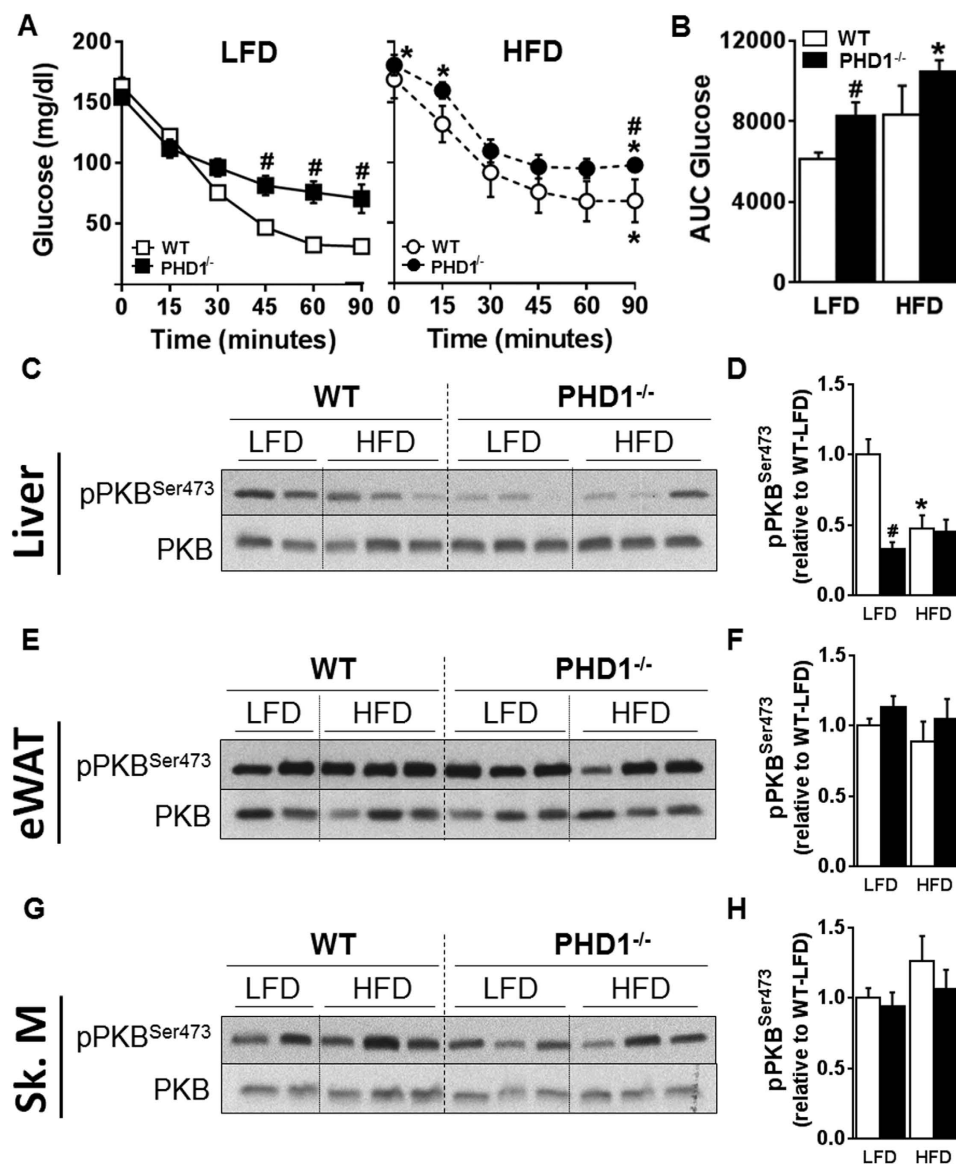 A
LFD
HFD
Glucose (mg/dl)
200
150
100
50
# # #
WT
PHD1/-
0 15 30 45 60 90
Time (minutes)
* *
#
*
*
WT
PHD1/-
0 15 30 45 60 90
Time (minutes)
B
AUC Glucose
12000
8000
4000
0
WT
PHD1-/-
#
*
LFD HFD
C
Liver
WT PHD1-/-
LFD HFD LFD HFD
pPKBSer473
PKB
D
pPKBSer473
(relative to WT-LFD)
1.5
1.0
0.5
0.0
#
*
LFD HFD
E
eWAT
WT PHD1-/-
LFD HFD LFD HFD
pPKBSer473
PKB
F
pPKBSer473
(relative to WT-LFD)
1.5
1.0
1.5
0.0
LFD HFD
G
Sk. M
WT PHD1-/-
LFD HFD LFD HFD
pPKBSer473
PKB
H
pPKBSer473
(relative to WT-LFD)
1.5
1.0
0.5
0.0
LFD HFD